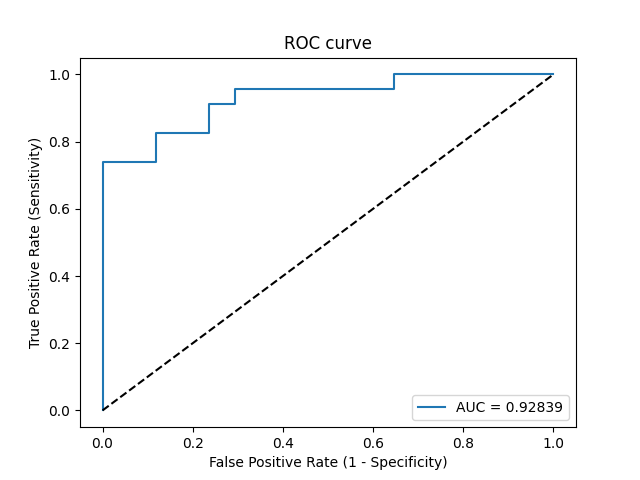 ROC curve
True Positive Rate (Sensitivity)
1.0
0.8
0.6
0.4
0.2
0.0
AUC = 0.92839
0.0 0.2 0.4 0.6 0.8 1.0
False Positive Rate (1 - Specificity)